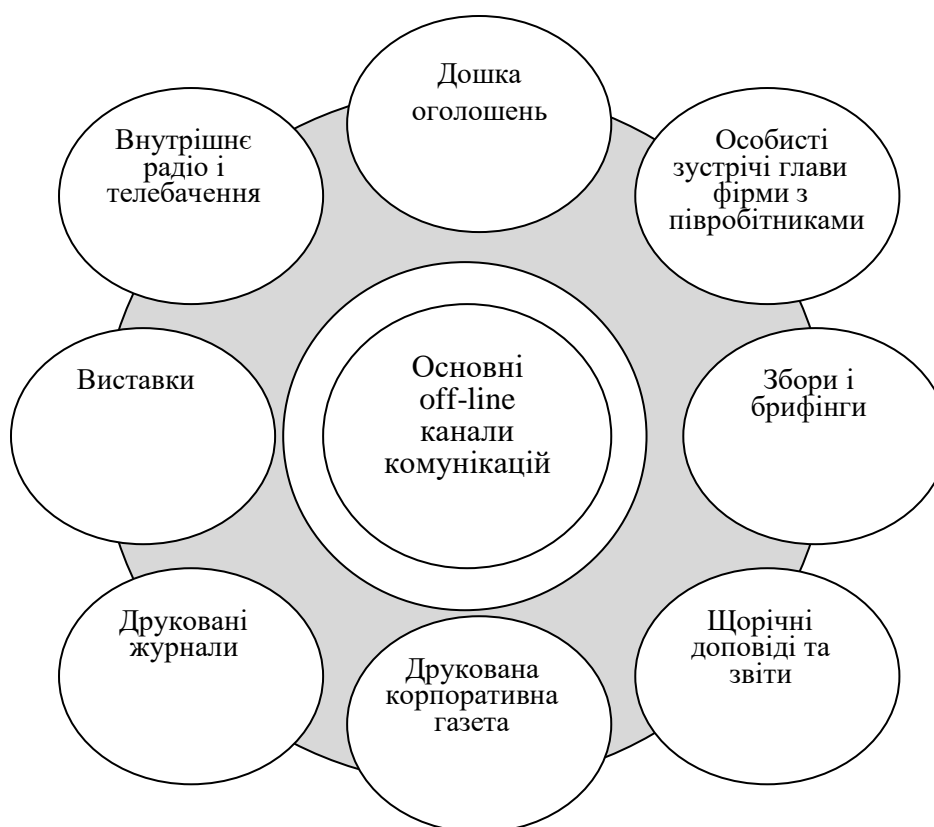 Дошка
оголошень
Внутрішнє
радіо і
телебачення
Особисті
зустрічі глави
фірми з
півробітниками
Виставки
Основні
off-line
канали
комунікацій
Збори і
брифінги
Друковані
журнали
Друкована
корпоративна
газета
Щорічні
доповіді та
звіти